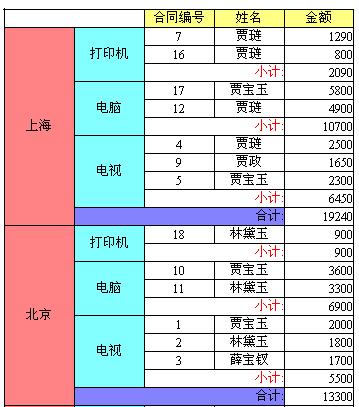 合同编号 姓名 金额
上海 打印机 7 贾琏 1290
16 贾琏 800
小计: 2090
电脑 17 贾宝玉 5800
12 贾琏 4900
小计: 10700
电视 4 贾琏 2500
9 贾政 1650
5 贾宝玉 2300
小计: 6450
合计: 19240
北京 打印机 18 林黛玉 900
小计: 900
电脑 10 贾宝玉 3600
11 林黛玉 3300
小计: 6900
电视 1 贾宝玉 2000
2 林黛玉 1800
3 薛宝钗 1700
小计: 5500
合计: 13300